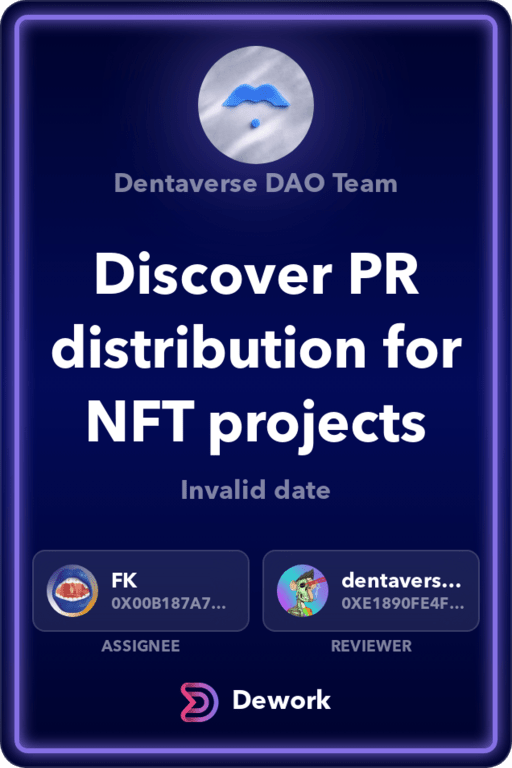 Dentaverse DAO Team
Discover PR
distribution for
NFT projects
Invalid date
FK
0X00B187A7...
ASSIGNEE
dentavers...
0XE1890FE4F...
REVIEWER
Dework